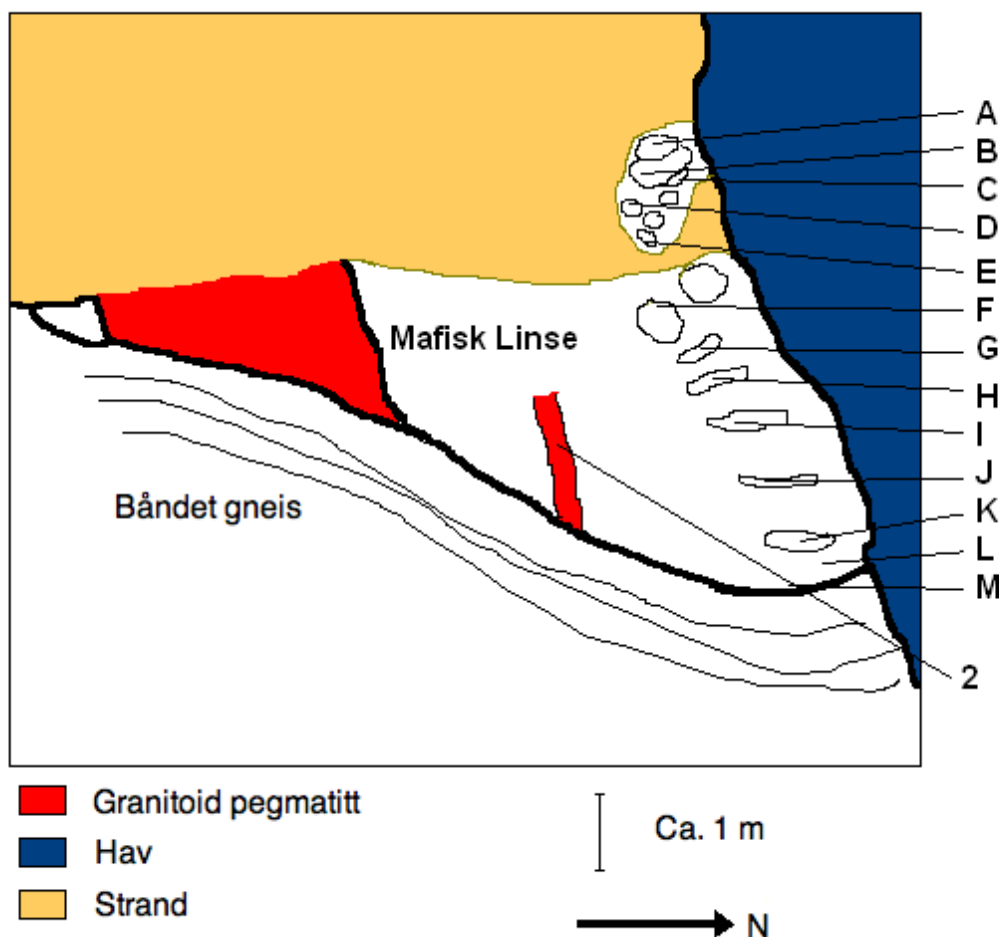 A
B
C
D
E
F
G
H
I
J
K
L
M
2
Mafisk Linse
Båndet gneis
Granitoid pegmatitt
Hav
Strand
Ca. 1 m
N